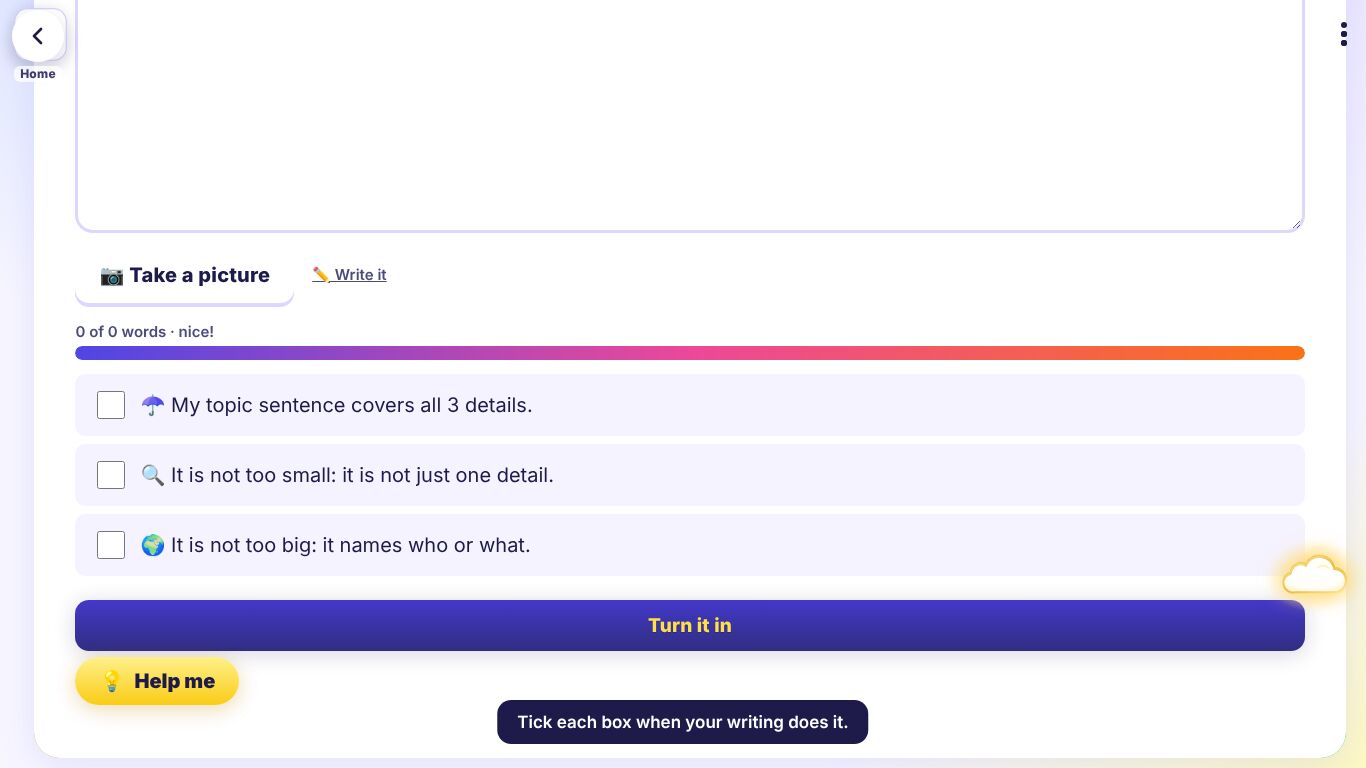 Home
📷 Take a picture
✏️ Write it
0 of 0 words · nice!
☂️ My topic sentence covers all 3 details.
🔍 It is not too small: it is not just one detail.
🌍 It is not too big: it names who or what.
Turn it in
💡 Help me
Tick each box when your writing does it.